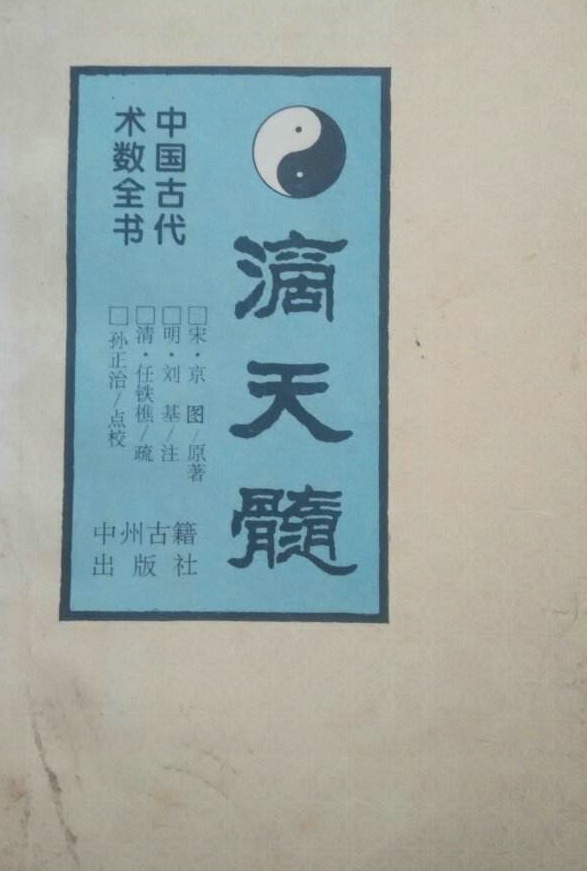 中国古代
术数全书
滴天髓
□宋·京 图/原著
□明·刘 基/注
□清·任铁樵/疏
□孙正治/点校
中州古籍
出版社